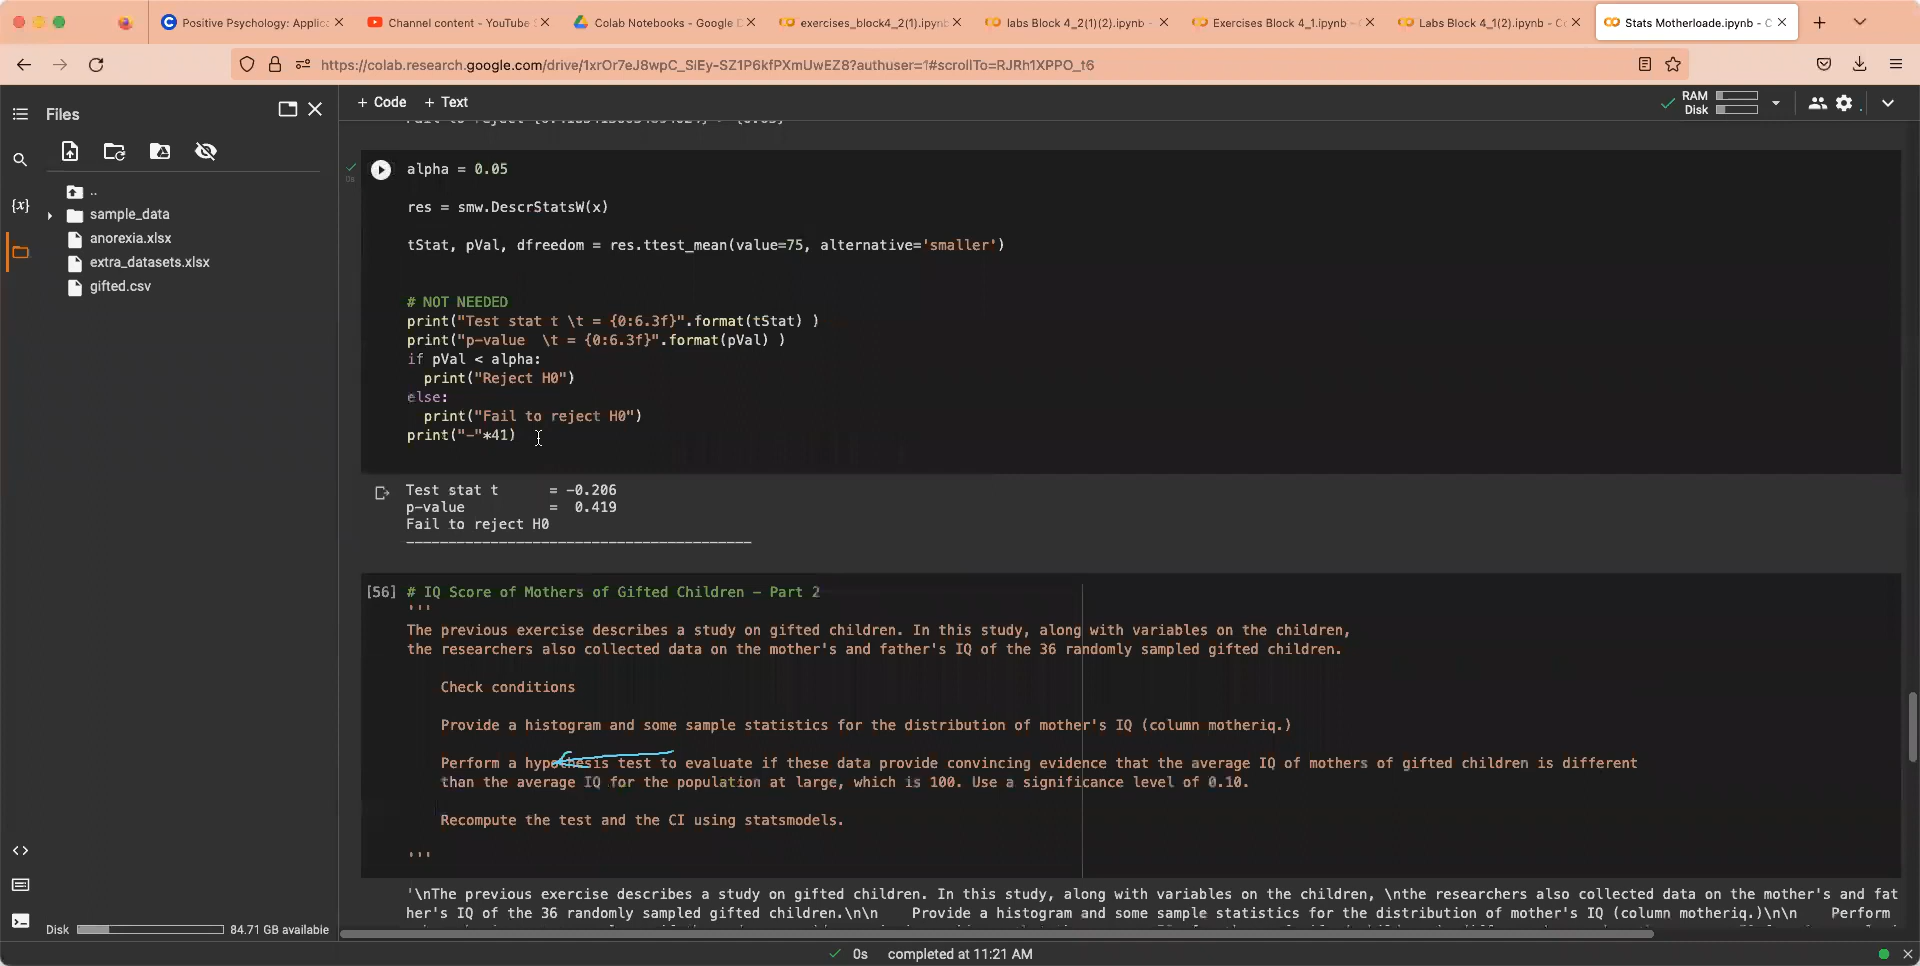 Positive Psychology: Applic
Channel content - YouTube
Colab Notebooks - Google D
exercises_block4_2(1).ipynb
labs Block 4_2(1)(2).ipynb -
Exercises Block 4_1.ipynb -
Labs Block 4_1(2).ipynb - Co
Stats Motherloade.ipynb - C
https://colab.research.google.com/drive/1xrOr7eJ8wpC_SiEy-SZ1P6kfPXmUwEZ8?authuser=1#scrollTo=RJRh1XPPO_t6
Files
+ Code + Text
RAM
Disk
..
sample_data
anorexia.xlsx
extra_datasets.xlsx
gifted.csv
{x}
0s
alpha = 0.05
res = smw.DescrStatsW(x)
tStat, pVal, dfreedom = res.ttest_mean(value=75, alternative='smaller')
# NOT NEEDED
print("Test stat t \t = {0:6.3f}".format(tStat) )
print("p-value  \t = {0:6.3f}".format(pVal) )
if pVal < alpha:
print("Reject H0")
else:
print("Fail to reject H0")
print("-"*41)
Test stat t = -0.206
p-value = 0.419
Fail to reject H0
-----------------------------------------
[56] # IQ Score of Mothers of Gifted Children - Part 2
'''
The previous exercise describes a study on gifted children. In this study, along with variables on the children,
the researchers also collected data on the mother's and father's IQ of the 36 randomly sampled gifted children.
Check conditions
Provide a histogram and some sample statistics for the distribution of mother's IQ (column motheriq.)
Perform a hypothesis test to evaluate if these data provide convincing evidence that the average IQ of mothers of gifted children is different
than the average IQ for the population at large, which is 100. Use a significance level of 0.10.
Recompute the test and the CI using statsmodels.
'''
'\nThe previous exercise describes a study on gifted children. In this study, along with variables on the children, \nthe researchers also collected data on the mother's and fat
her's IQ of the 36 randomly sampled gifted children.\n\n    Provide a histogram and some sample statistics for the distribution of mother's IQ (column motheriq.)\n\n    Perform
Disk 84.71 GB available
0s completed at 11:21 AM